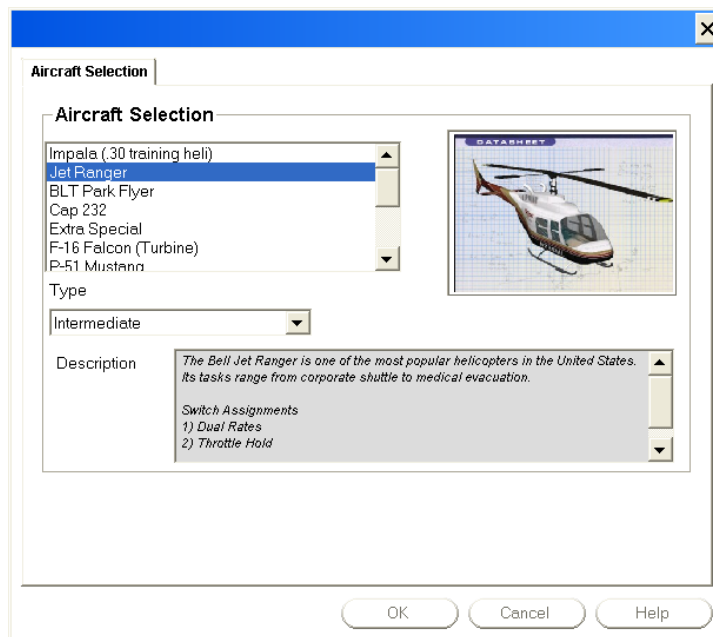 Aircraft Selection
Aircraft Selection
DATASHEET
Impala (.30 training heli)
Jet Ranger
BLT Park Flyer
Cap 232
Extra Special
F-16 Falcon (Turbine)
P-51 Mustang
Type
Intermediate
Description
The Bell Jet Ranger is one of the most popular helicopters in the United States.
Its tasks range from corporate shuttle to medical evacuation.
Switch Assignments
1) Dual Rates
2) Throttle Hold
OK
Cancel
Help